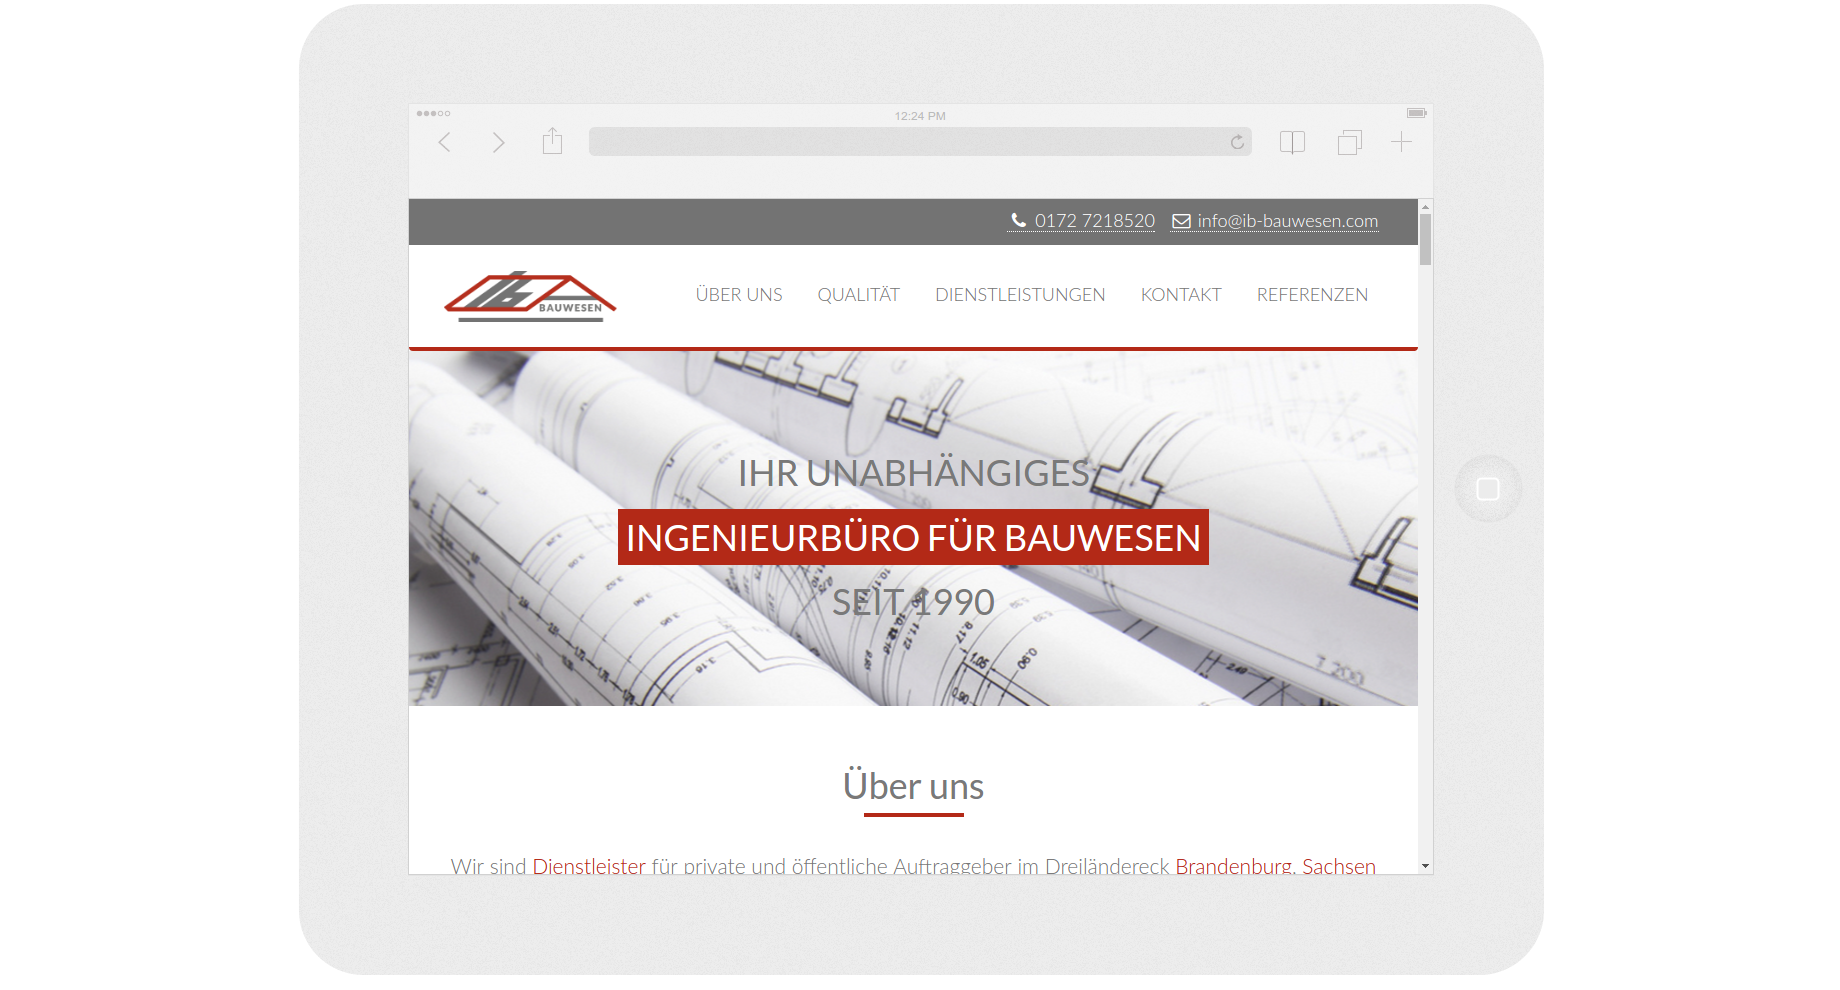 12:24 PM
0172 7218520 info@ib-bauwesen.com
ib BAUWESEN
ÜBER UNS QUALITÄT DIENSTLEISTUNGEN KONTAKT REFERENZEN
IHR UNABHÄNGIGES
INGENIEURBÜRO FÜR BAUWESEN
SEIT 1990
Über uns
Wir sind Dienstleister für private und öffentliche Auftraggeber im Dreiländereck Brandenburg, Sachsen